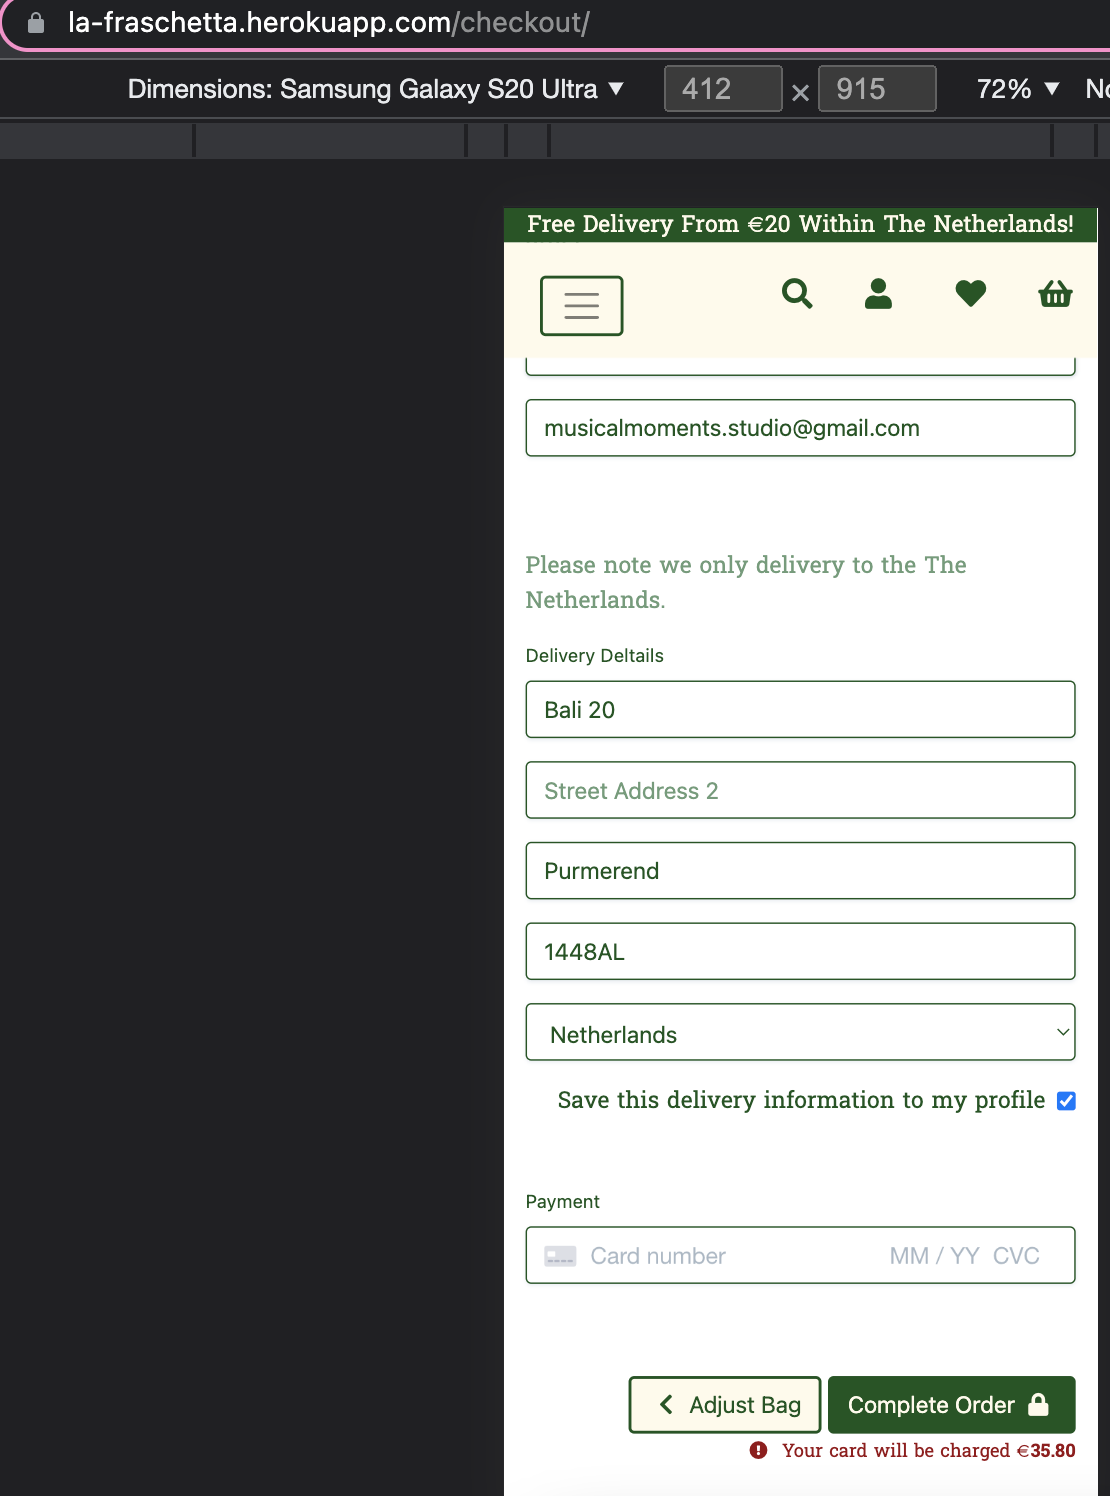 la-fraschetta.herokuapp.com/checkout/
Dimensions: Samsung Galaxy S20 Ultra ▼ 412 × 915 72% ▼ No
Free Delivery From €20 Within The Netherlands!
musicalmoments.studio@gmail.com
Please note we only delivery to the The
Netherlands.
Delivery Deltails
Bali 20
Street Address 2
Purmerend
1448AL
Netherlands
Save this delivery information to my profile
Payment
Card number MM / YY CVC
Adjust Bag Complete Order
Your card will be charged €35.80